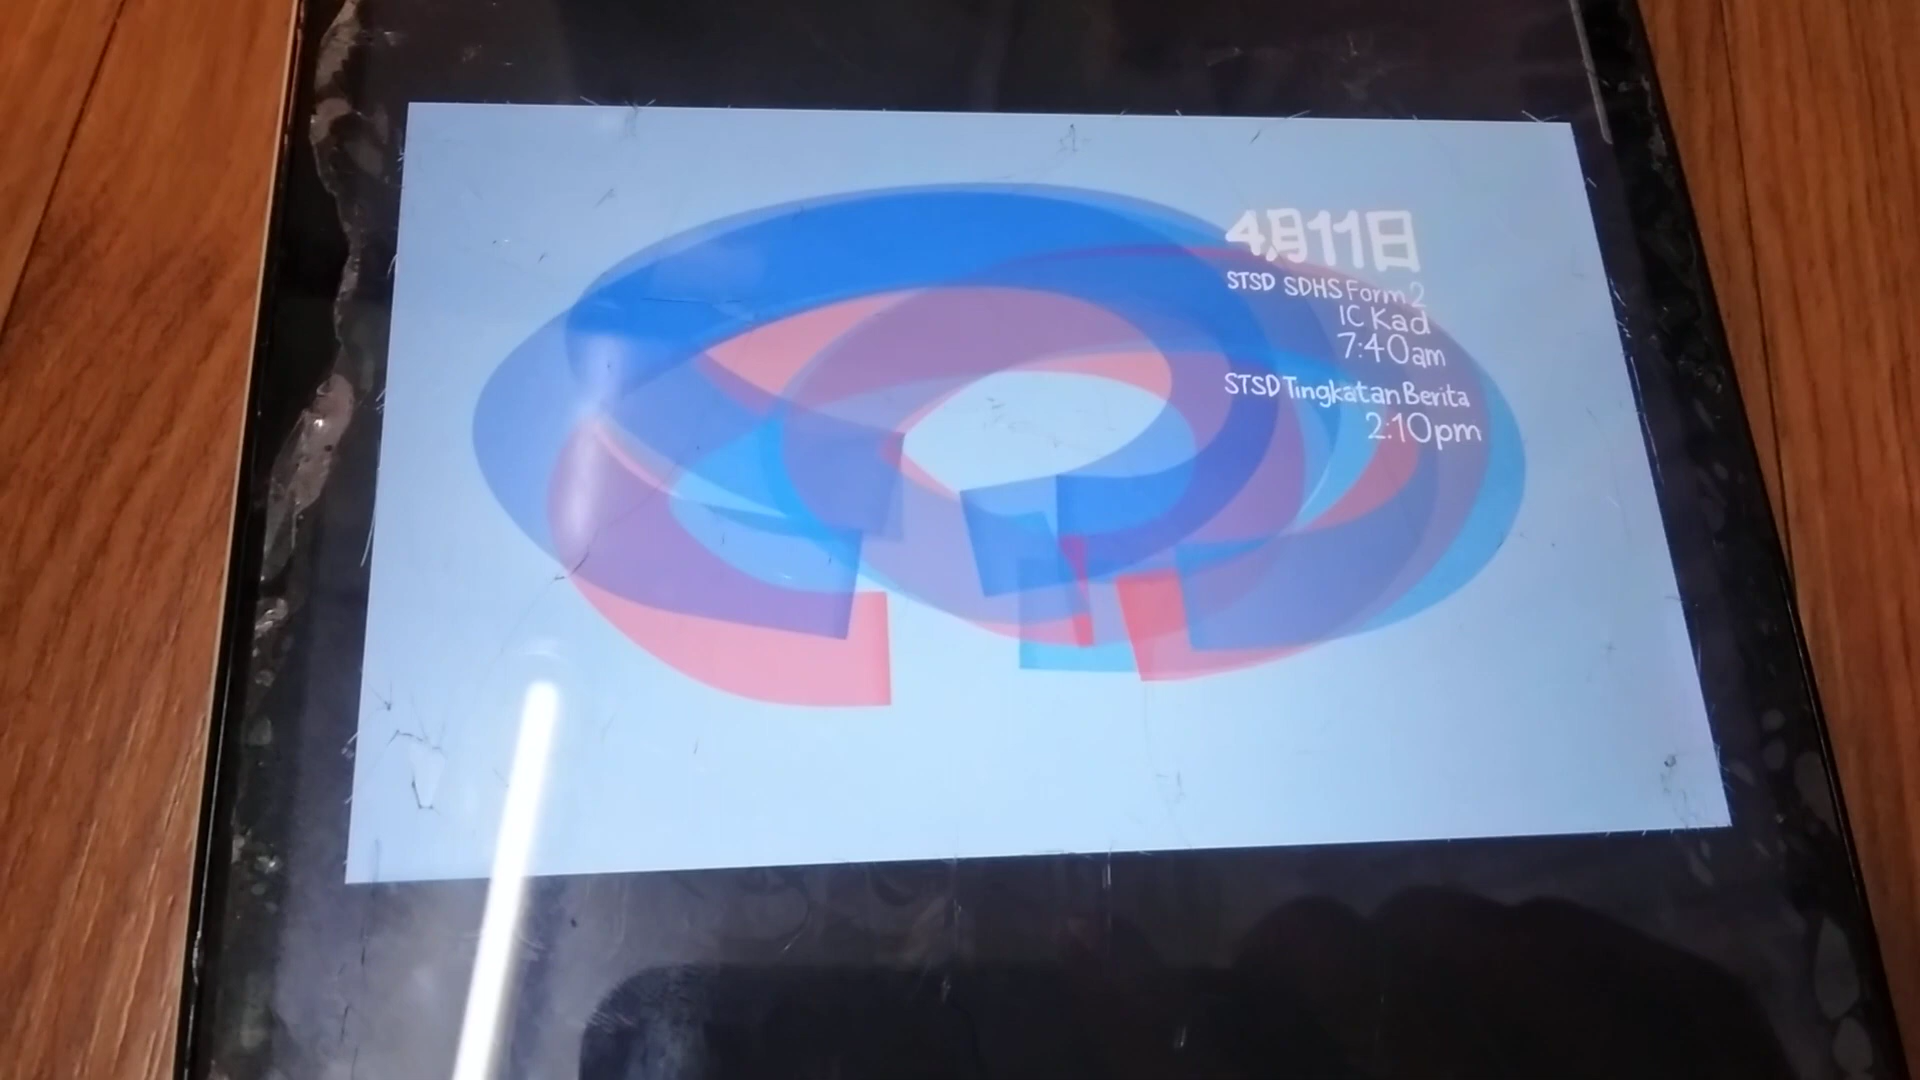 4月11日
STSD SDHS Form 2
IC Kad
7:40am
STSD Tingkatan Berita
2:10pm